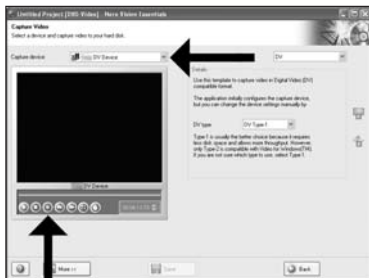 Untitled Project [DVD-Video] - Nero Vision Essentials
Capture Video
Select a device and capture video to your hard disk.
Capture device:
DV Device
DV
Details
Use this template to capture video in Digital Video (DV)
compatible format.
The application initially configures the capture device,
but you can change the device settings manually by
DV type
DV Type-1
Type-1 is usually the better choice because it requires
less disk space and allows more throughput. However,
only Type-2 is compatible with Video for Windows(TM).
If you are not sure which type to use, select Type-1.
DV Device
More >>
Back